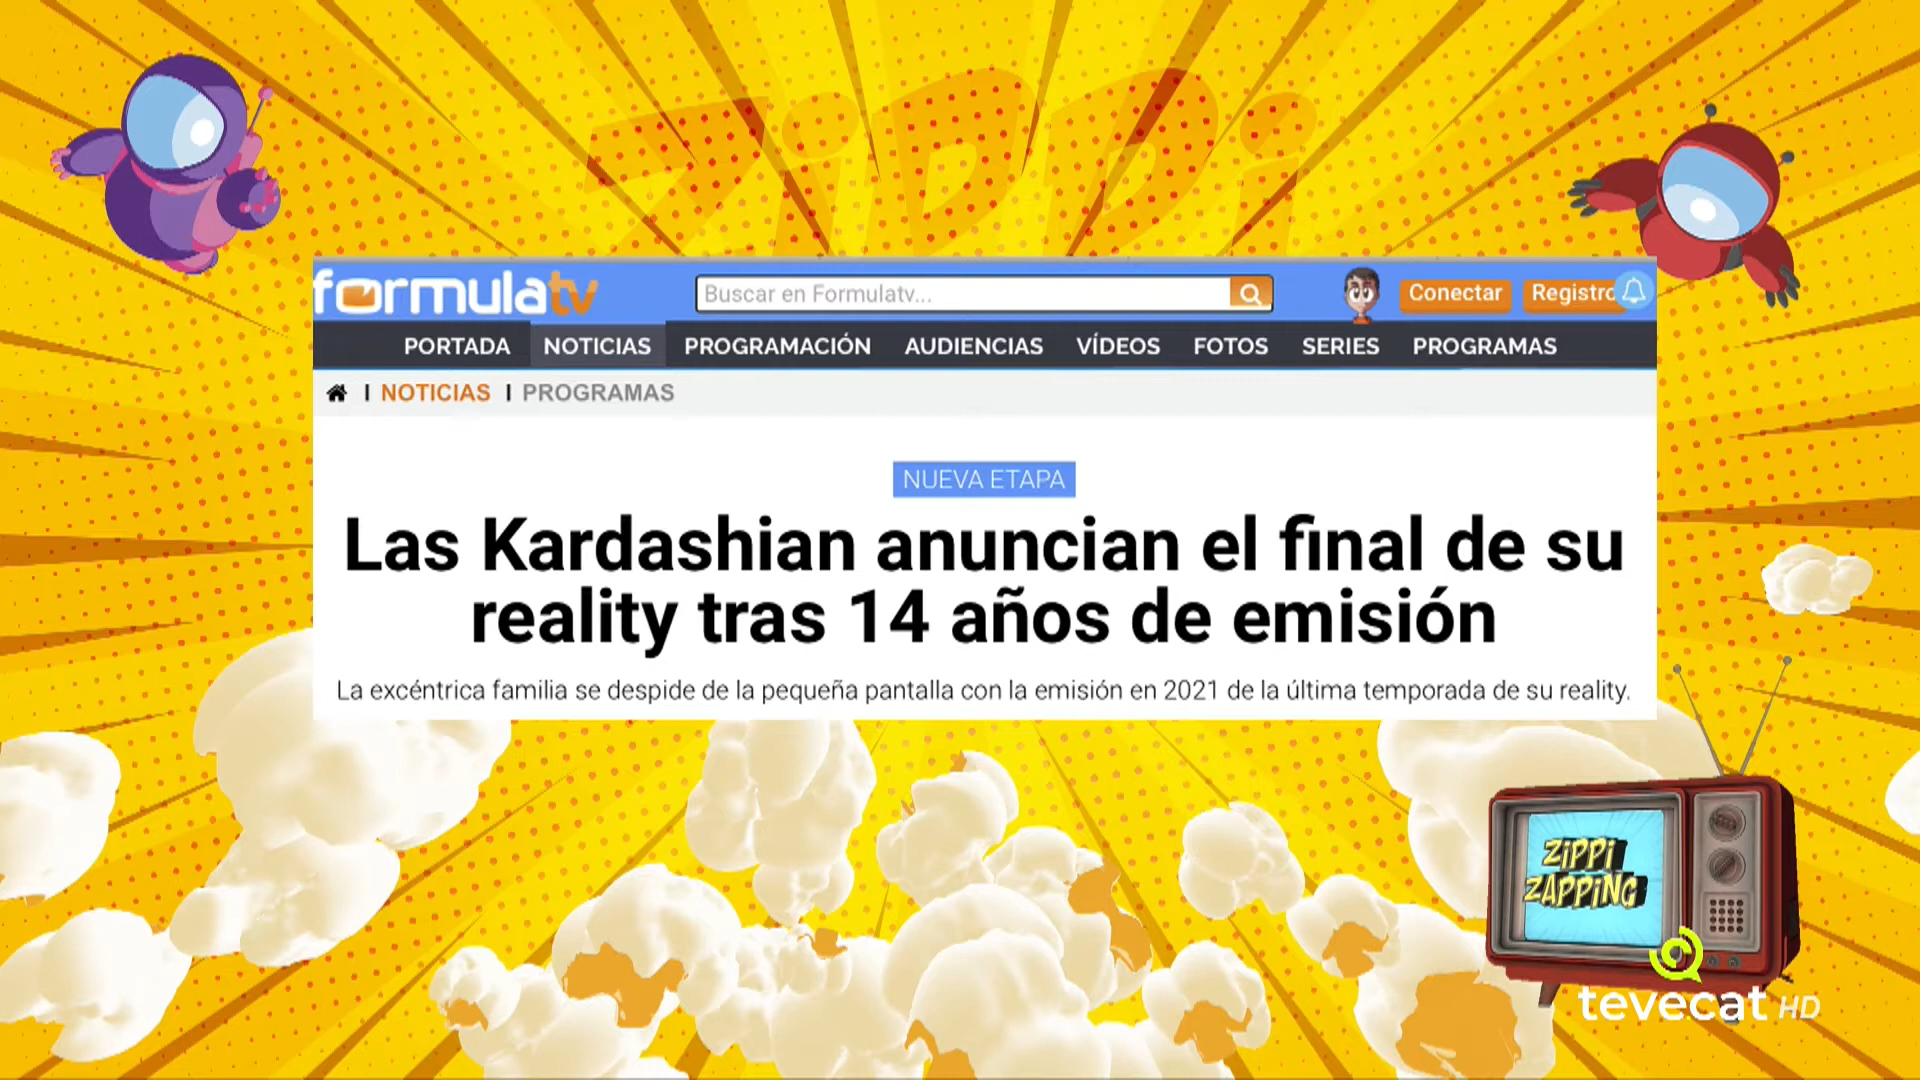 ZiPPi
formulatv
Buscar en Formulatv...
Conectar
Registro
PORTADA
NOTICIAS
PROGRAMACIÓN
AUDIENCIAS
VÍDEOS
FOTOS
SERIES
PROGRAMAS
I NOTICIAS I PROGRAMAS
NUEVA ETAPA
Las Kardashian anuncian el final de su
reality tras 14 años de emisión
La excéntrica familia se despide de la pequeña pantalla con la emisión en 2021 de la última temporada de su reality.
ZiPPi
ZAPPiNG
tevecat HD